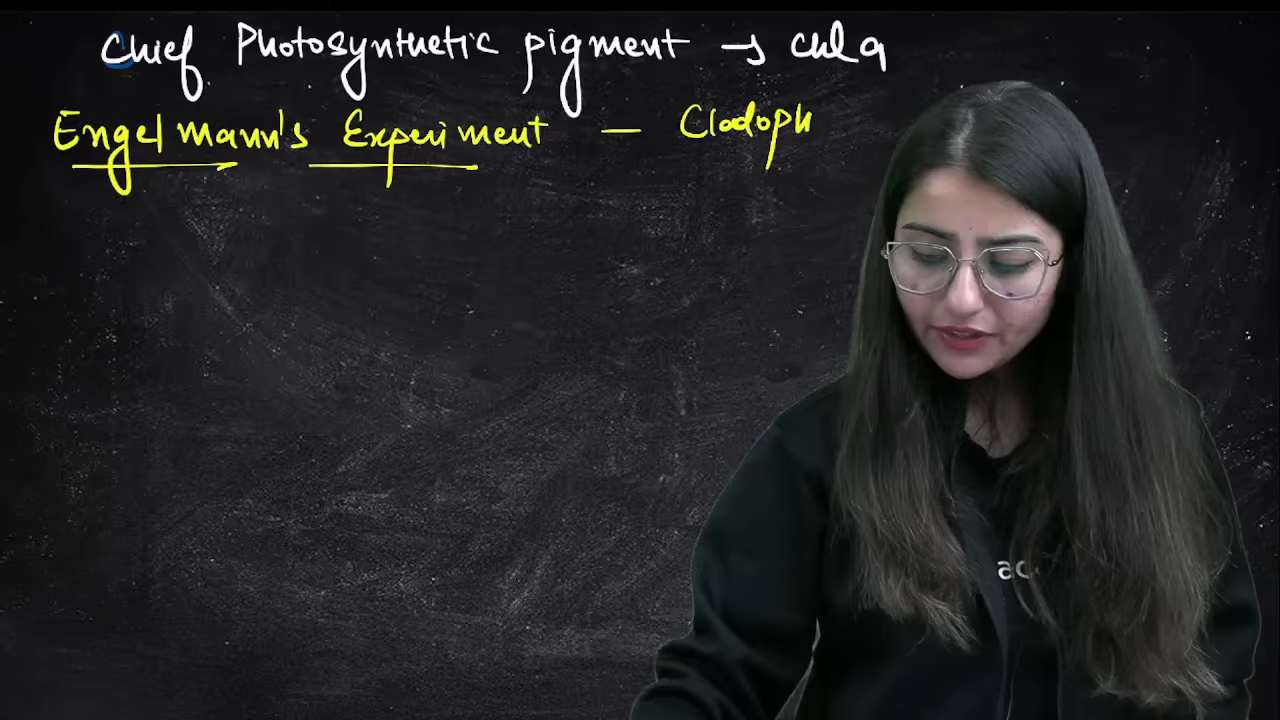 Chief Photosynthetic pigment → chl a
Engelmann's Experiment — Cladoph